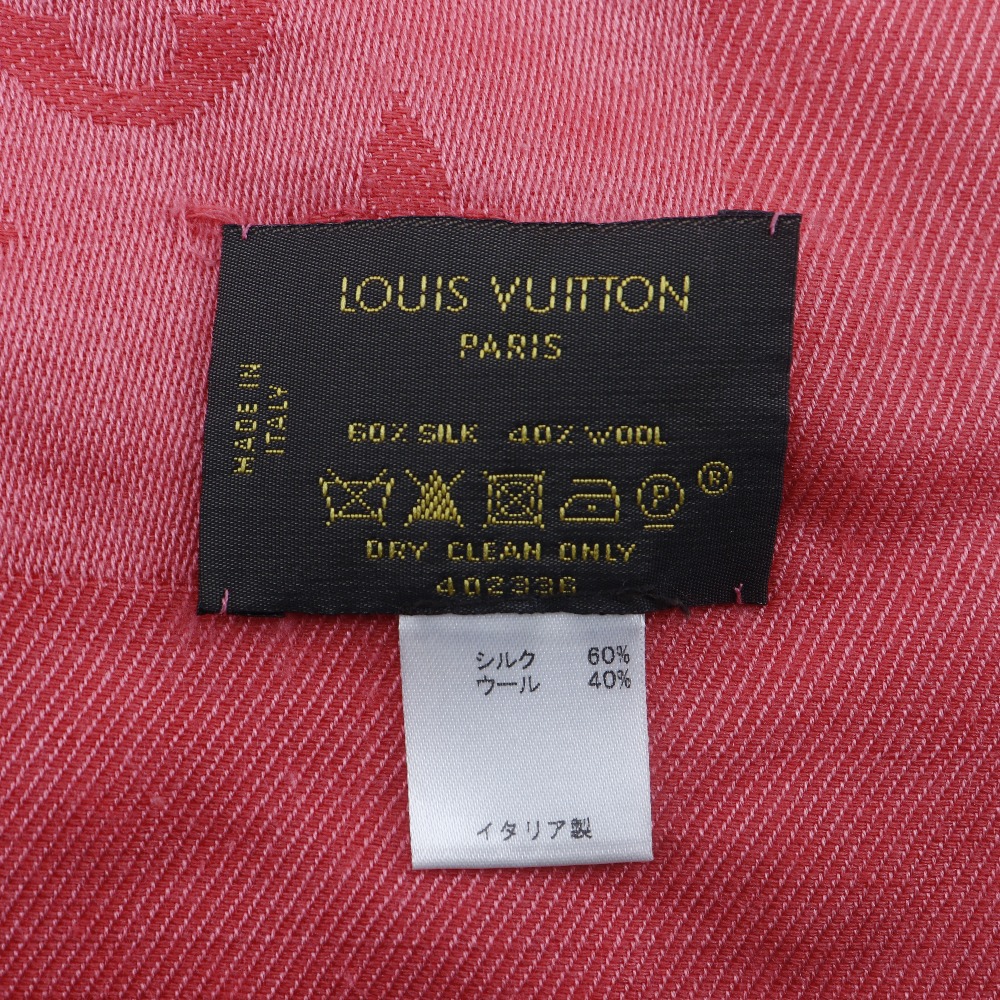 LOUIS VUITTON
PARIS
MADE IN
ITALY
60% SILK 40% WOOL
P ®
DRY CLEAN ONLY
402336
シルク 60%
ウール 40%
イタリア製